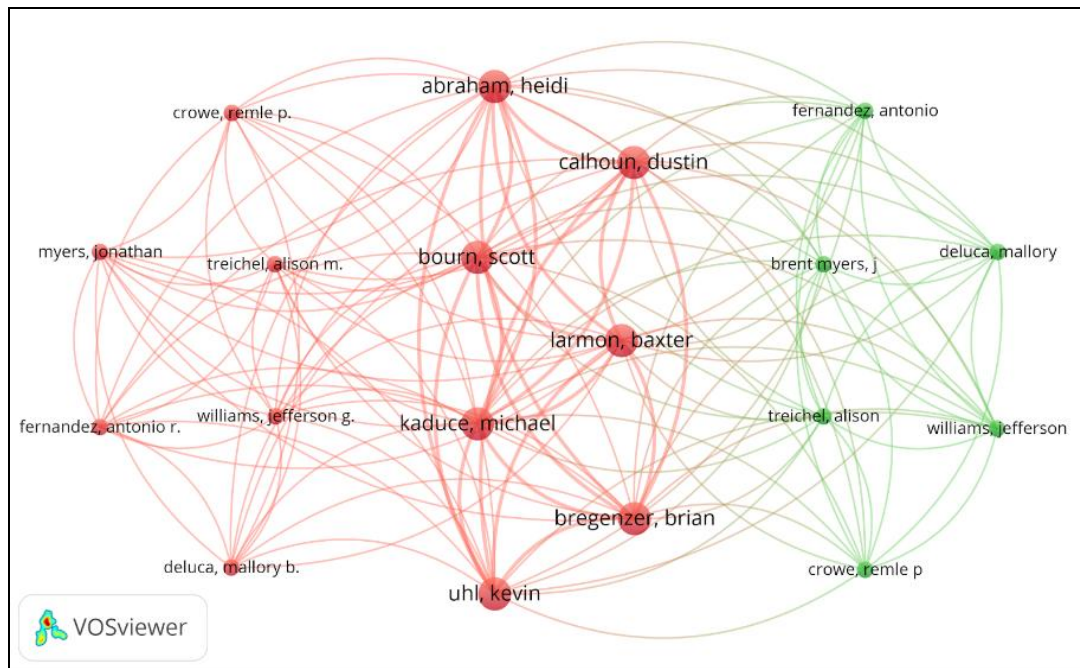 abraham, heidi
crowe, remle p.
fernandez, antonio
calhoun, dustin
myers, jonathan
treichel, alison m.
bourn, scott
brent myers, j
deluca, mallory
larmon, baxter
fernandez, antonio r.
williams, jefferson g.
kaduce, michael
treichel, alison
williams, jefferson
bregenzer, brian
deluca, mallory b.
uhl, kevin
crowe, remle p
VOSviewer